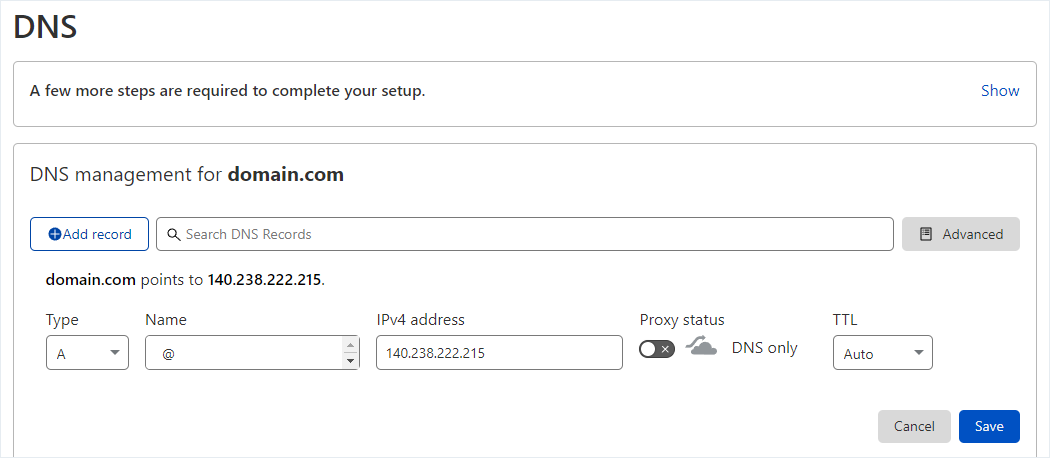 DNS
A few more steps are required to complete your setup. Show
DNS management for domain.com
Add record Search DNS Records Advanced
domain.com points to 140.238.222.215.
Type Name IPv4 address Proxy status TTL
A @ 140.238.222.215 DNS only Auto
Cancel Save